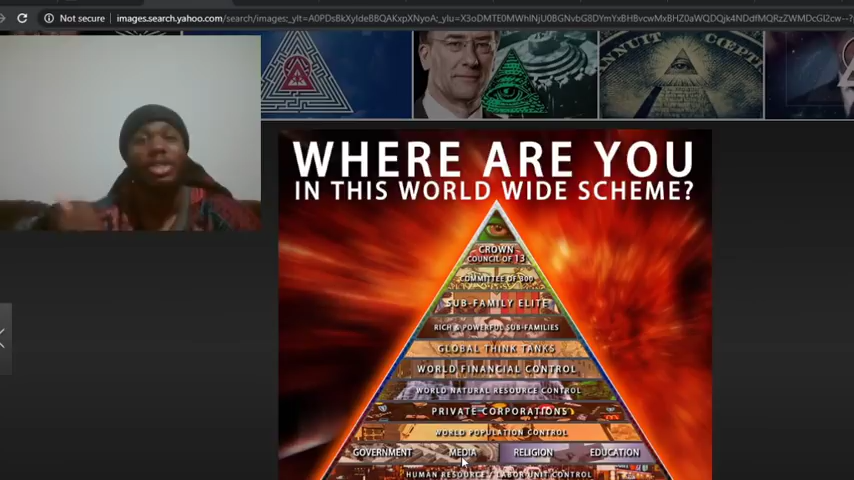 Not secure
images.search.yahoo.com
ANNUIT CŒPTIS
WHERE ARE YOU
IN THIS WORLD WIDE SCHEME?
CROWN
COUNCIL OF 13
COMMITTEE OF 300
SUB-FAMILY ELITE
RICH & POWERFUL SUB-FAMILIES
GLOBAL THINK TANKS
WORLD FINANCIAL CONTROL
WORLD NATURAL RESOURCE CONTROL
PRIVATE CORPORATIONS
WORLD POPULATION CONTROL
GOVERNMENT MEDIA RELIGION EDUCATION
HUMAN RESOURCE / LABOR UNIT CONTROL